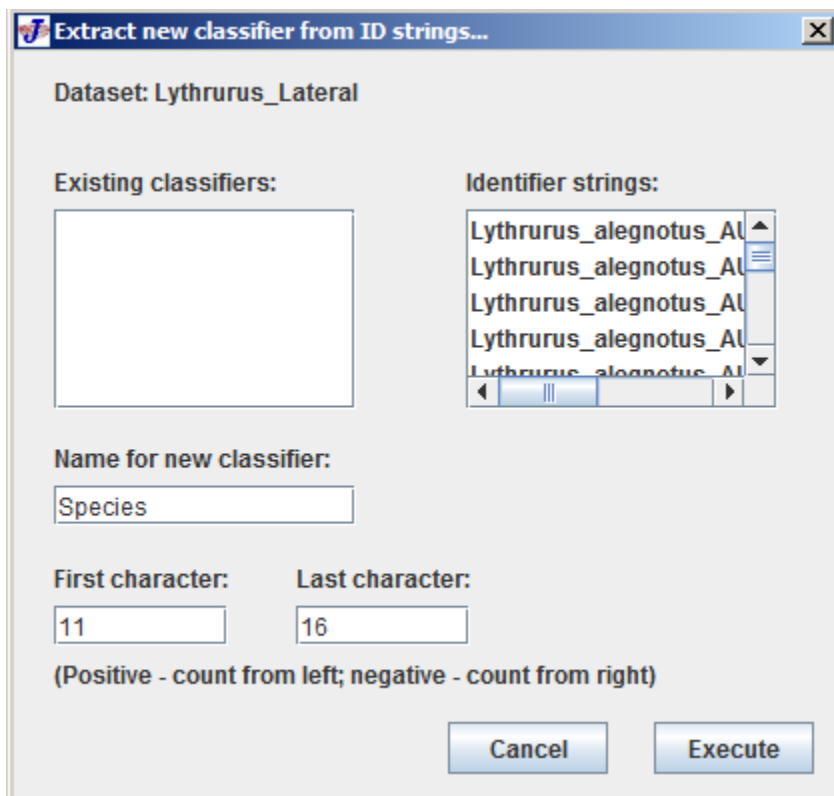 Extract new classifier from ID strings...
Dataset: Lythrurus_Lateral
Existing classifiers:
Identifier strings:
Lythrurus_alegnotus_AU
Lythrurus_alegnotus_AU
Lythrurus_alegnotus_AU
Lythrurus_alegnotus_AU
Lythrurus_alegnotus_AU
Name for new classifier:
Species
First character: Last character:
11 16
(Positive - count from left; negative - count from right)
Cancel Execute